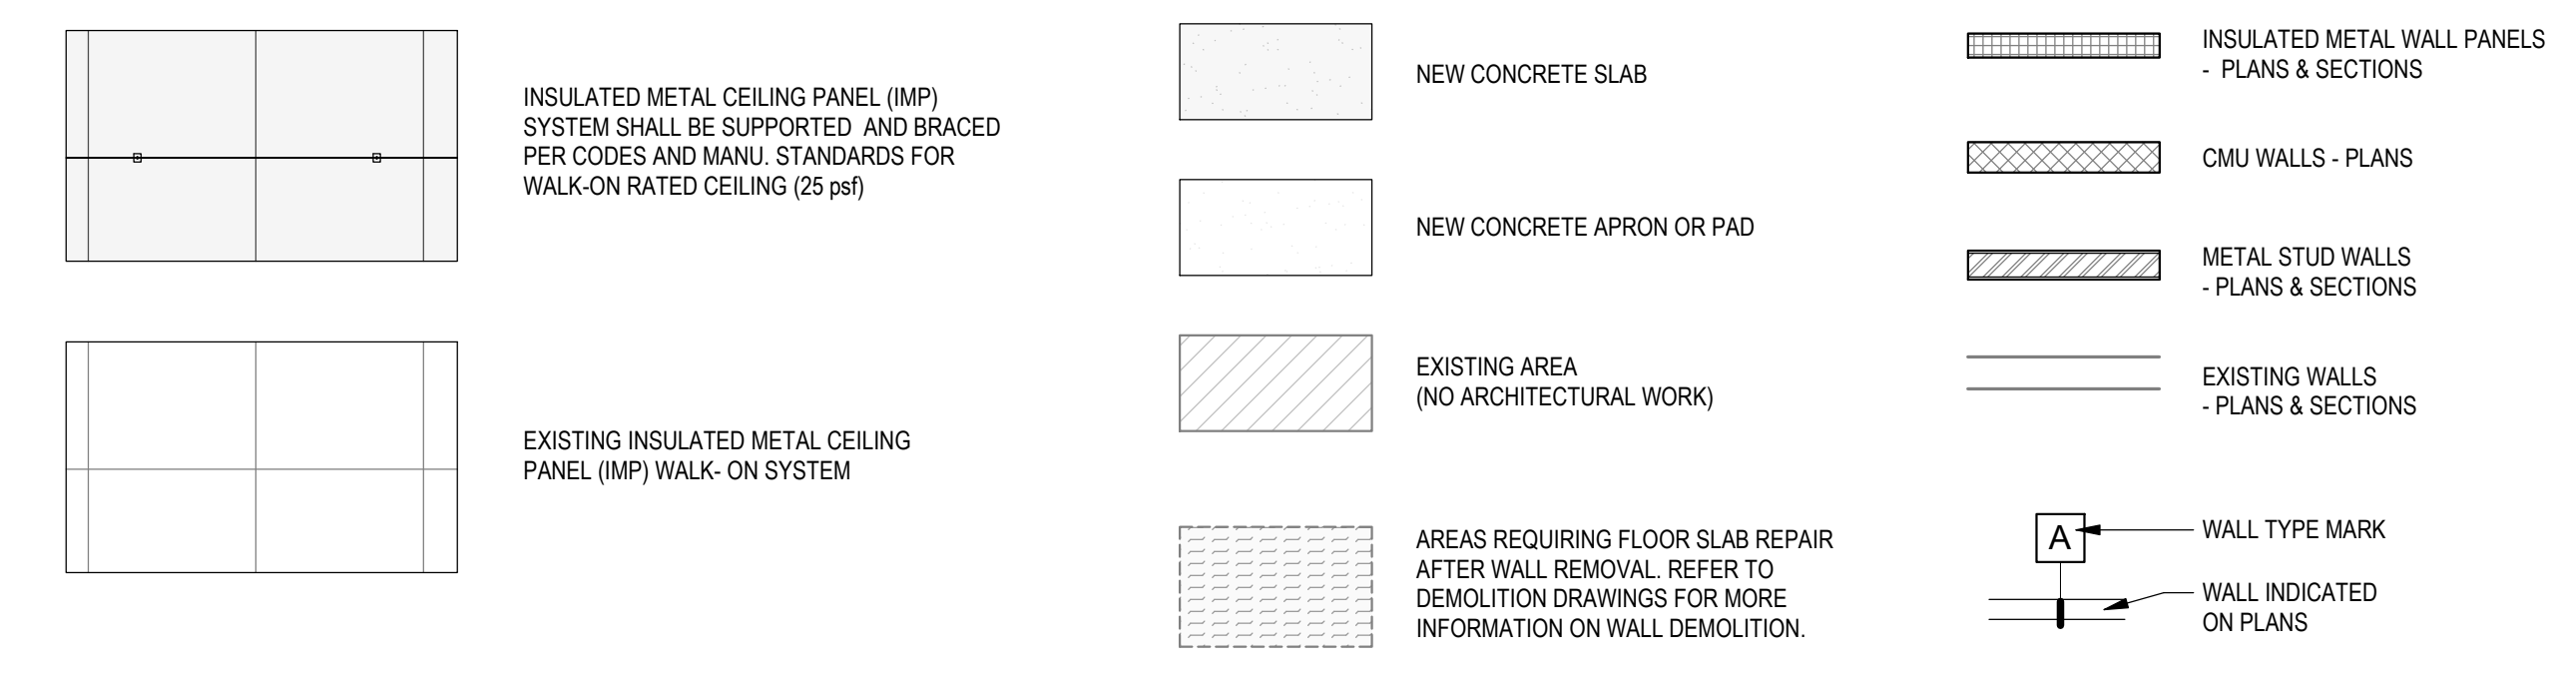 INSULATED METAL CEILING PANEL (IMP)
SYSTEM SHALL BE SUPPORTED AND BRACED
PER CODES AND MANU. STANDARDS FOR
WALK-ON RATED CEILING (25 psf)
EXISTING INSULATED METAL CEILING
PANEL (IMP) WALK- ON SYSTEM
NEW CONCRETE SLAB
NEW CONCRETE APRON OR PAD
EXISTING AREA
(NO ARCHITECTURAL WORK)
AREAS REQUIRING FLOOR SLAB REPAIR
AFTER WALL REMOVAL. REFER TO
DEMOLITION DRAWINGS FOR MORE
INFORMATION ON WALL DEMOLITION.
INSULATED METAL WALL PANELS
- PLANS & SECTIONS
CMU WALLS - PLANS
METAL STUD WALLS
- PLANS & SECTIONS
EXISTING WALLS
- PLANS & SECTIONS
A
WALL TYPE MARK
WALL INDICATED
ON PLANS